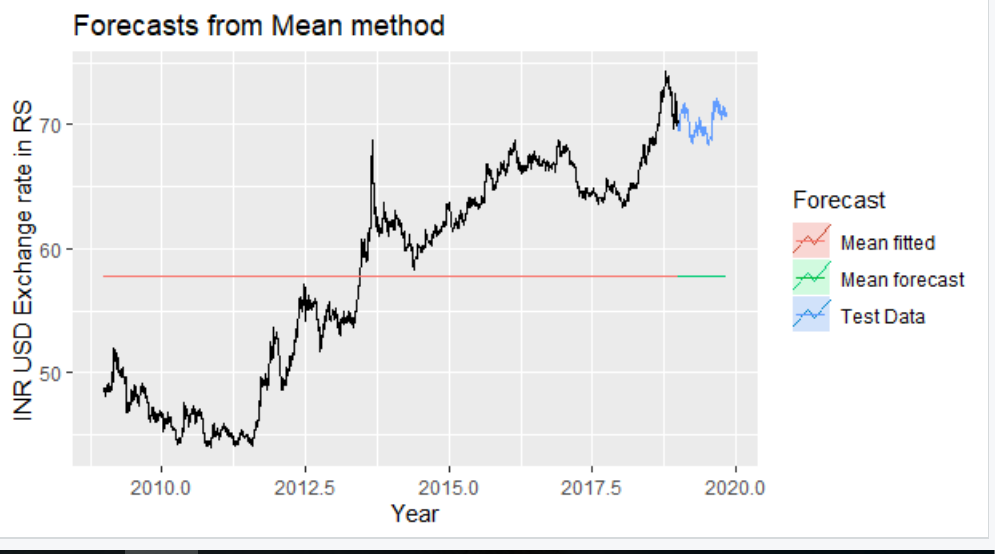 Forecasts from Mean method
INR USD Exchange rate in RS
70
60
50
2010.0 2012.5 2015.0 2017.5 2020.0
Year
Forecast
Mean fitted
Mean forecast
Test Data